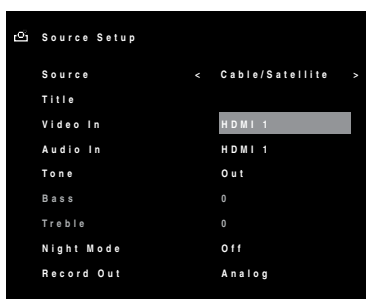 Source Setup
Source < Cable/Satellite >
Title
Video In HDMI 1
Audio In HDMI 1
Tone Out
Bass 0
Treble 0
Night Mode Off
Record Out Analog